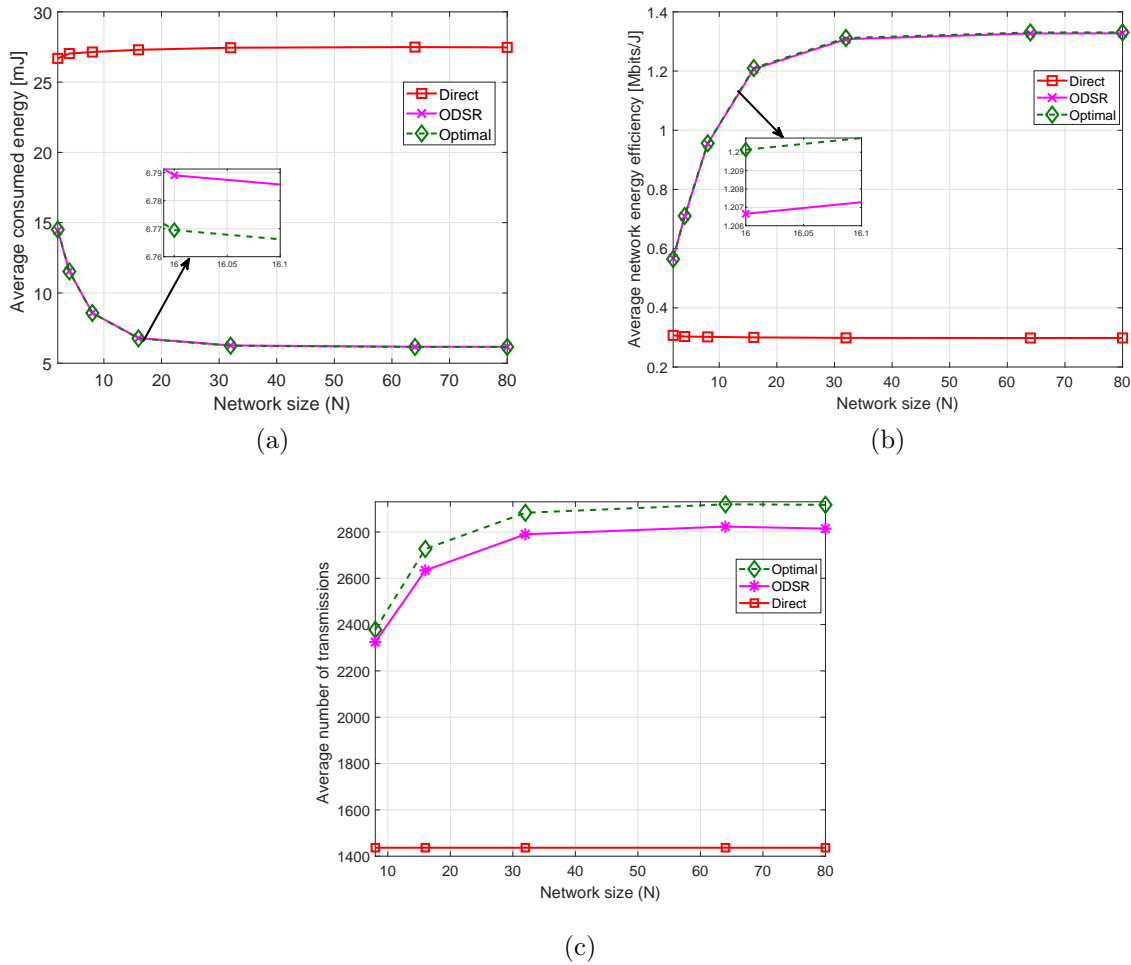 Average consumed energy [mJ]
30
25
20
15
10
5
10 20 30 40 50 60 70 80
Network size (N)
Direct
ODSR
Optimal
6.79
6.78
6.77
6.76
16 16.05 16.1
(a)
Average network energy efficiency [Mbits/J]
1.4
1.2
1
0.8
0.6
0.4
0.2
10 20 30 40 50 60 70 80
Network size (N)
Direct
ODSR
Optimal
1.21
1.209
1.208
1.207
1.206
16 16.05 16.1
(b)
Average number of transmissions
2800
2600
2400
2200
2000
1800
1600
1400
10 20 30 40 50 60 70 80
Network size (N)
Optimal
ODSR
Direct
(c)